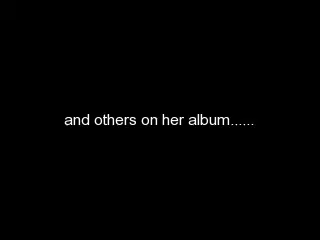 and others on her album......